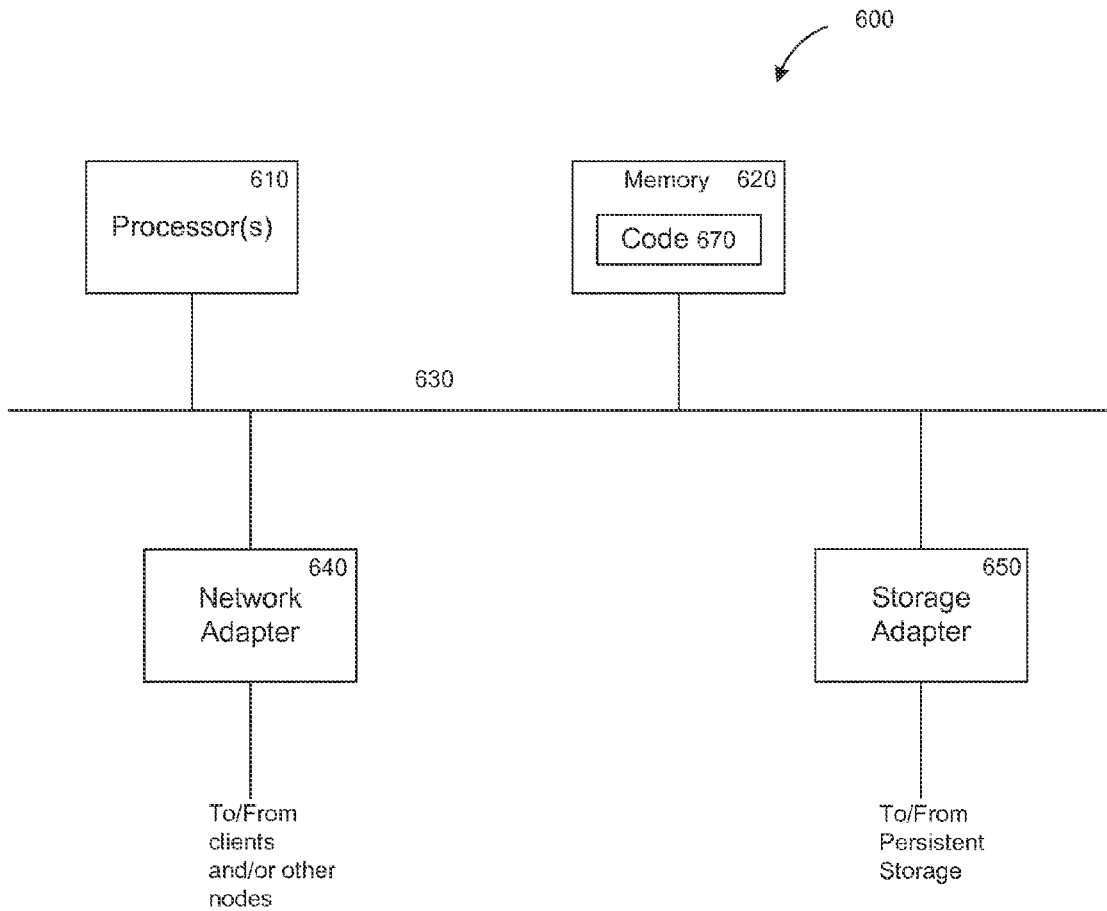 600
610
Processor(s)
Memory 620
Code 670
630
640
Network
Adapter
650
Storage
Adapter
To/From
clients
and/or other
nodes
To/From
Persistent
Storage